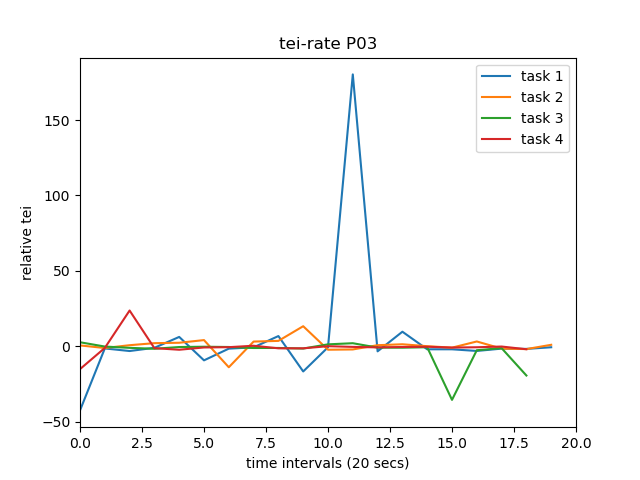 tei-rate P03
task 1
task 2
task 3
task 4
relative tei
150
100
50
0
−50
0.0 2.5 5.0 7.5 10.0 12.5 15.0 17.5 20.0
time intervals (20 secs)